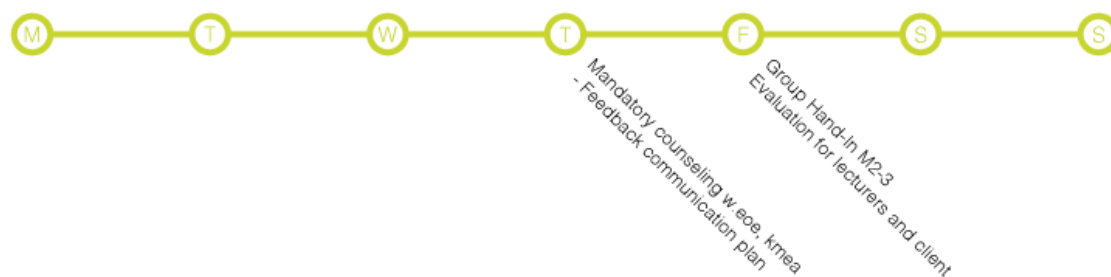 M T W T F S S
Mandatory counseling w.eoe, kmea
- Feedback communication plan
Group Hand-In M2-3
Evaluation for lecturers and client